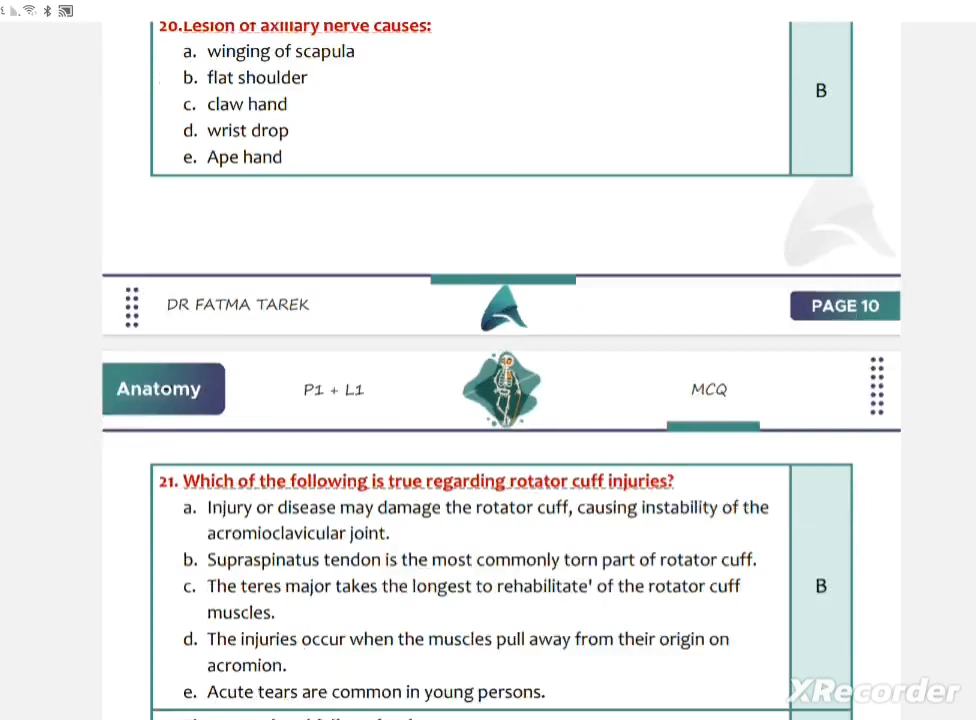 20.Lesion of axillary nerve causes:
a. winging of scapula
b. flat shoulder
c. claw hand
d. wrist drop
e. Ape hand
B
DR FATMA TAREK
PAGE 10
Anatomy
P1 + L1
MCQ
21. Which of the following is true regarding rotator cuff injuries?
a. Injury or disease may damage the rotator cuff, causing instability of the
acromioclavicular joint.
b. Supraspinatus tendon is the most commonly torn part of rotator cuff.
c. The teres major takes the longest to rehabilitate' of the rotator cuff
muscles.
d. The injuries occur when the muscles pull away from their origin on
acromion.
e. Acute tears are common in young persons.
B
XRecorder